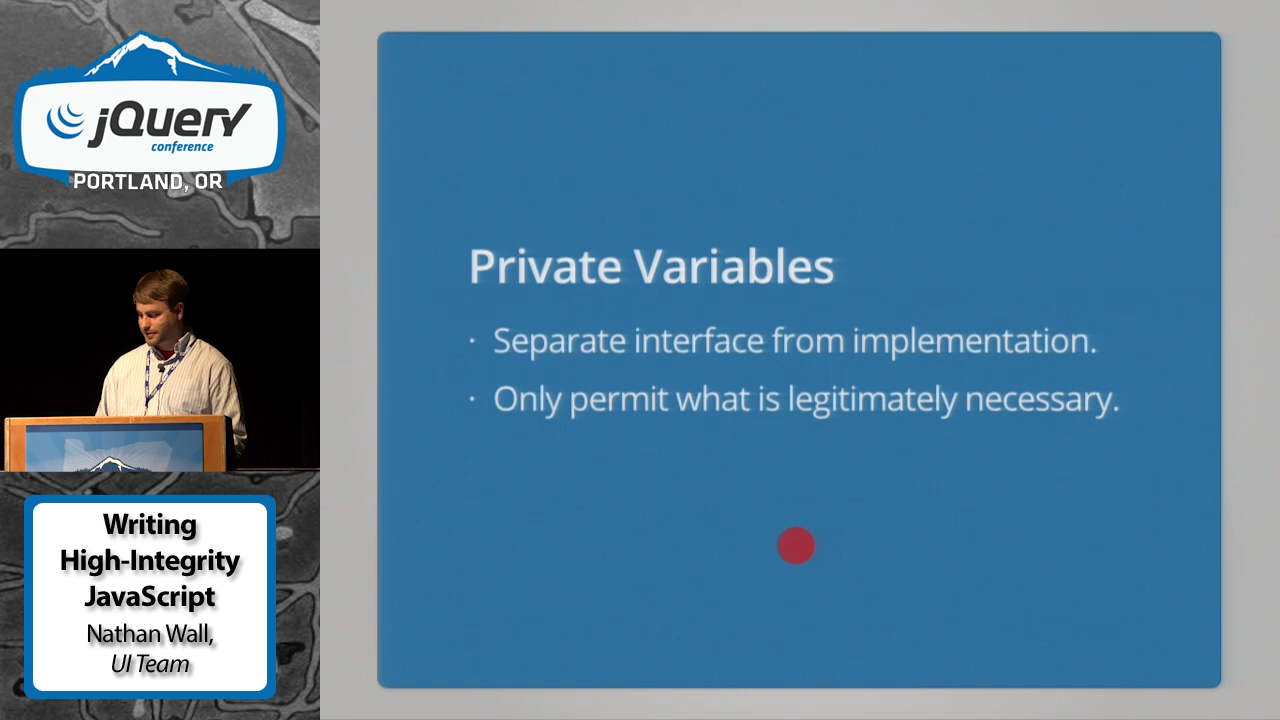 jQuery
conference
PORTLAND, OR
Writing
High-Integrity
JavaScript
Nathan Wall,
UI Team
Private Variables
· Separate interface from implementation.
· Only permit what is legitimately necessary.